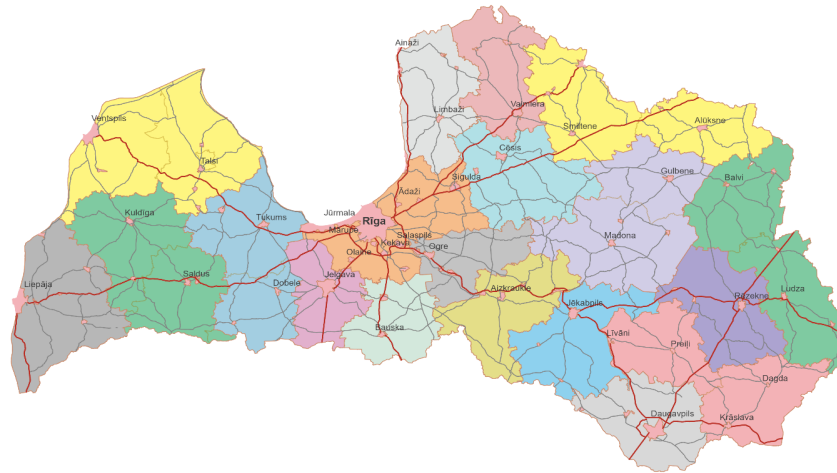 Ainaži
Limbaži
Valmiera
Smiltene
Alūksne
Ventspils
Talsi
Cēsis
Sigulda
Gulbene
Balvi
Ādaži
Kuldīga
Tukums
Jūrmala
Rīga
Mārupe
Salaspils
Ķekava
Olaine
Ogre
Madona
Liepāja
Saldus
Dobele
Jelgava
Aizkraukle
Jēkabpils
Rēzekne
Ludza
Bauska
Līvāni
Preiļi
Dagda
Daugavpils
Krāslava